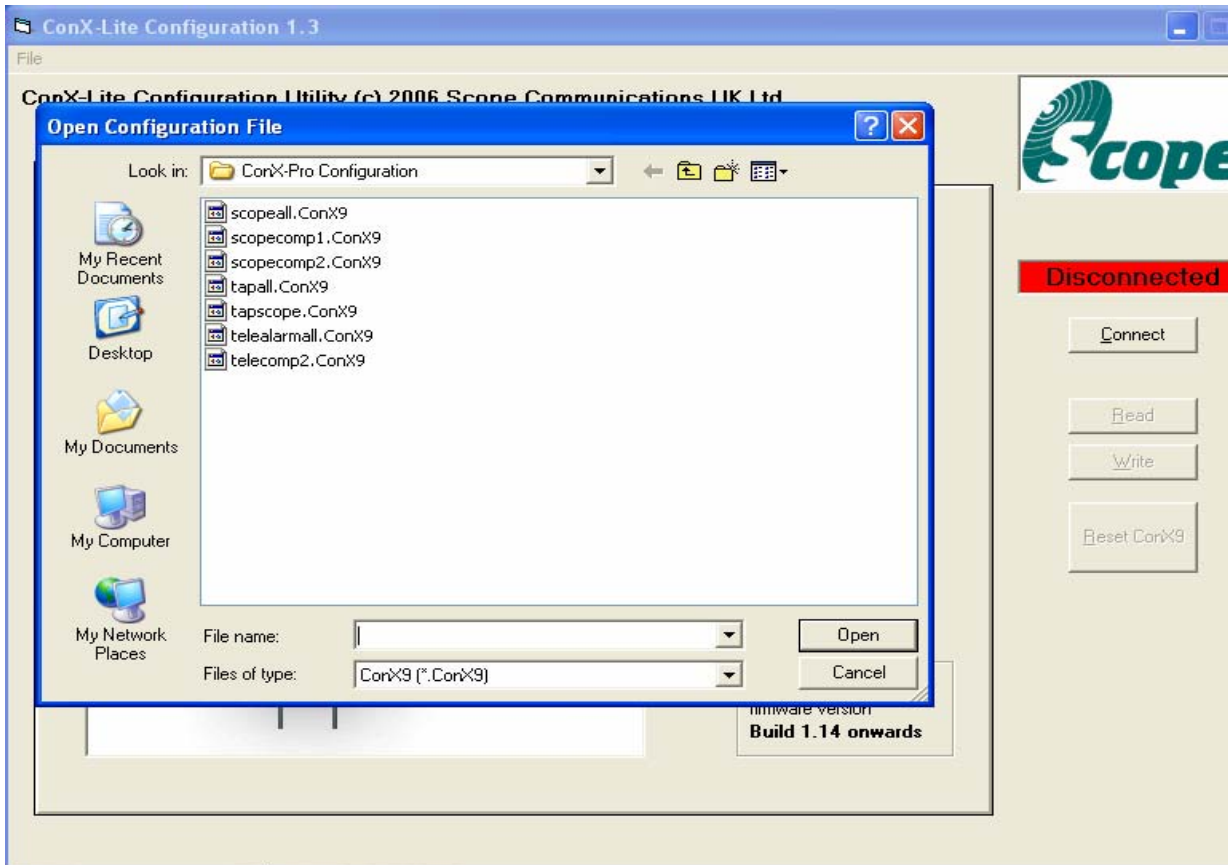 ConX-Lite Configuration 1.3
File
ConX-Lite Configuration Utility (c) 2006 Scope Communications UK Ltd
Scope
Open Configuration File
Look in: ConX-Pro Configuration
scopeall.ConX9
scopecomp1.ConX9
scopecomp2.ConX9
tapall.ConX9
tapscope.ConX9
telealarmall.ConX9
telecomp2.ConX9
My Recent
Documents
Desktop
My Documents
My Computer
My Network
Places
File name:
Open
Files of type: ConX9 (*.ConX9)
Cancel
Disconnected
Connect
Read
Write
Reset ConX9
firmware version
Build 1.14 onwards